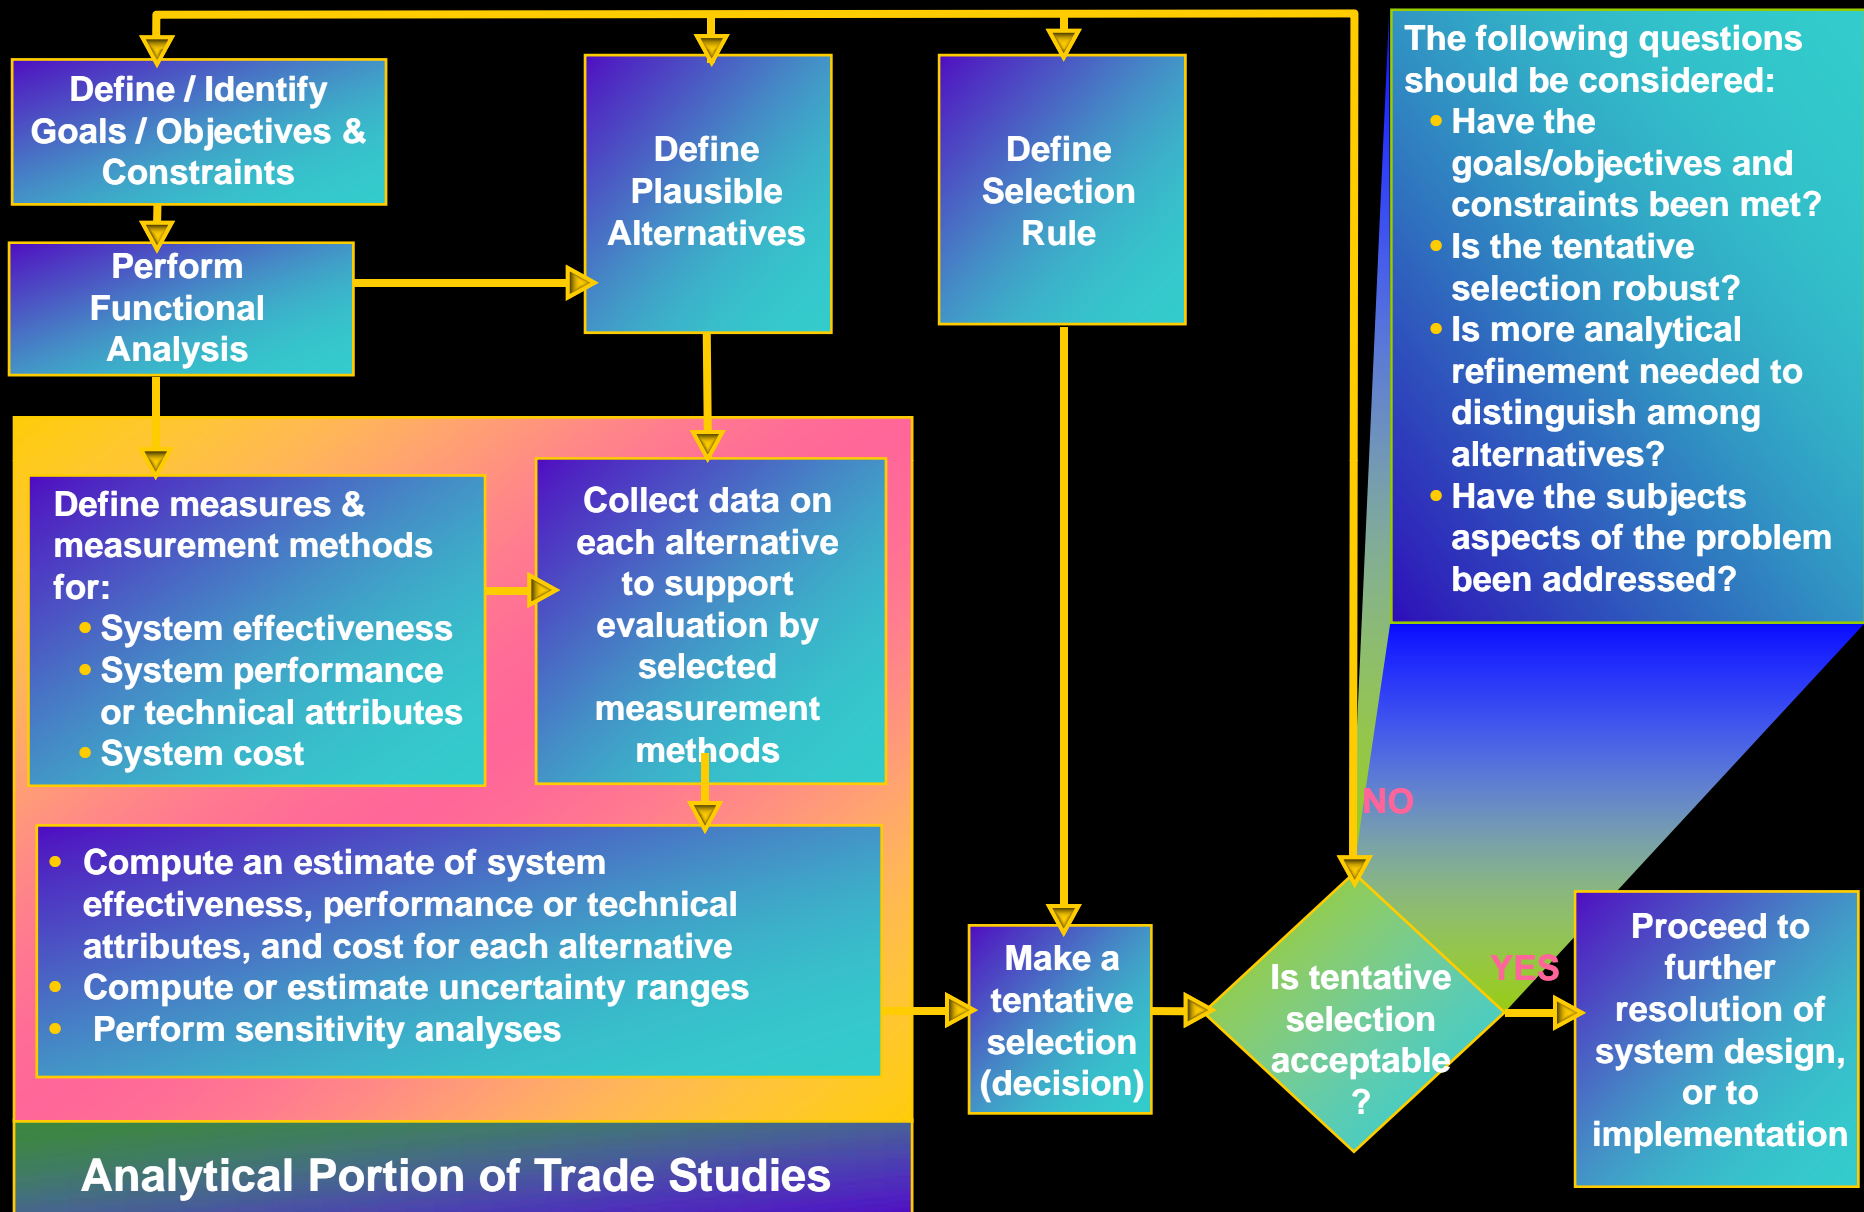 Define / Identify
Goals / Objectives &
Constraints
Define
Plausible
Alternatives
Define
Selection
Rule
Perform
Functional
Analysis
Define measures &
measurement methods
for:
• System effectiveness
• System performance
or technical attributes
• System cost
Collect data on
each alternative
to support
evaluation by
selected
measurement
methods
• Compute an estimate of system
effectiveness, performance or technical
attributes, and cost for each alternative
• Compute or estimate uncertainty ranges
• Perform sensitivity analyses
Analytical Portion of Trade Studies
Make a
tentative
selection
(decision)
Is tentative
selection
acceptable
?
NO
YES
Proceed to
further
resolution of
system design,
or to
implementation
The following questions
should be considered:
• Have the
goals/objectives and
constraints been met?
• Is the tentative
selection robust?
• Is more analytical
refinement needed to
distinguish among
alternatives?
• Have the subjects
aspects of the problem
been addressed?